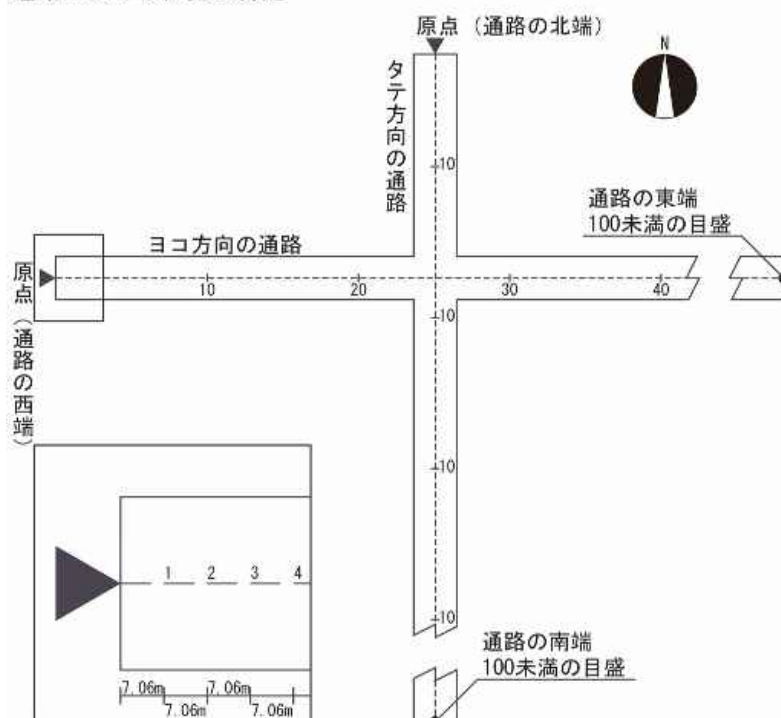 原点（通路の北端）
N
タテ方向の通路
10
通路の東端
100未満の目盛
ヨコ方向の通路
原点（通路の西端）
10
20
30
40
10
10
1 2 3 4
10
通路の南端
100未満の目盛
7.06m
7.06m
7.06m
7.06m